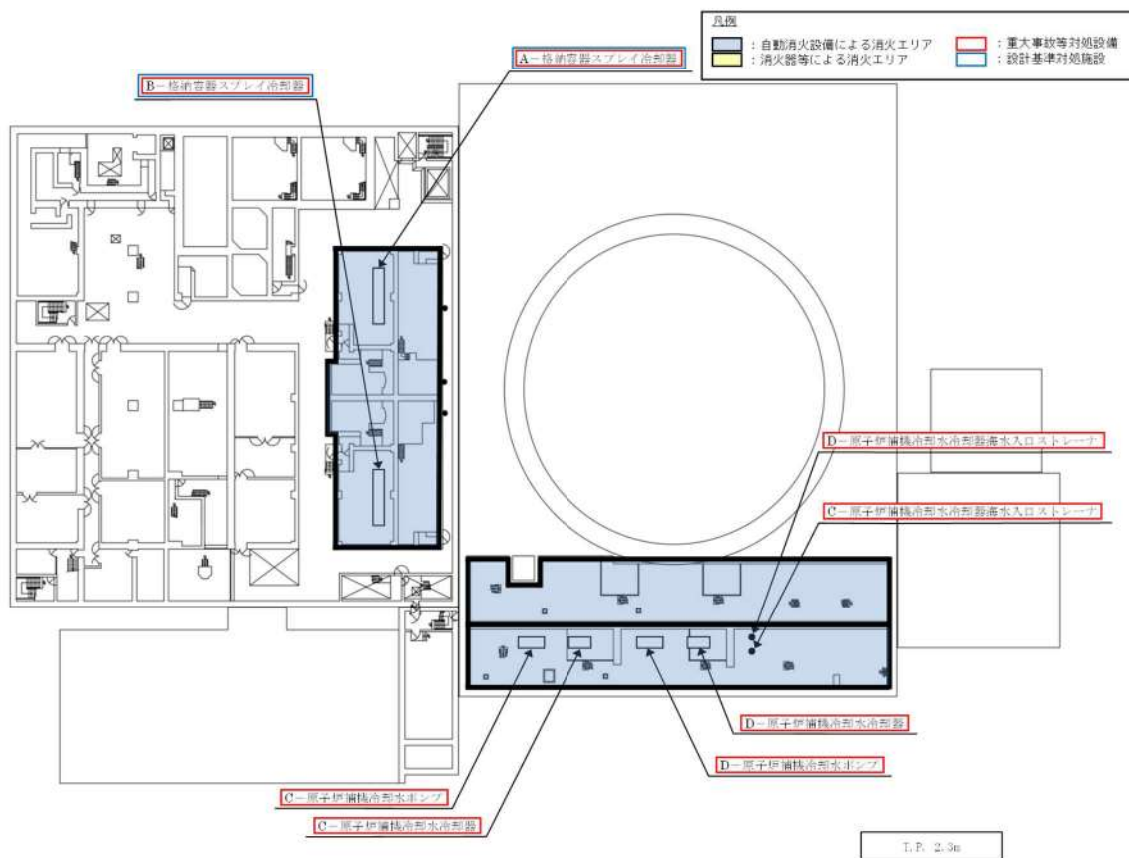 凡例
：自動消火設備による消火エリア
：重大事故等対処設備
：消火器等による消火エリア
：設計基準対処施設
A－格納容器スプレイ冷却器
B－格納容器スプレイ冷却器
D－原子炉補機冷却水冷却器海水入口ストレーナ
C－原子炉補機冷却水冷却器海水入口ストレーナ
D－原子炉補機冷却水冷却器
D－原子炉補機冷却水ポンプ
C－原子炉補機冷却水ポンプ
C－原子炉補機冷却水冷却器
T.P. 2.3m